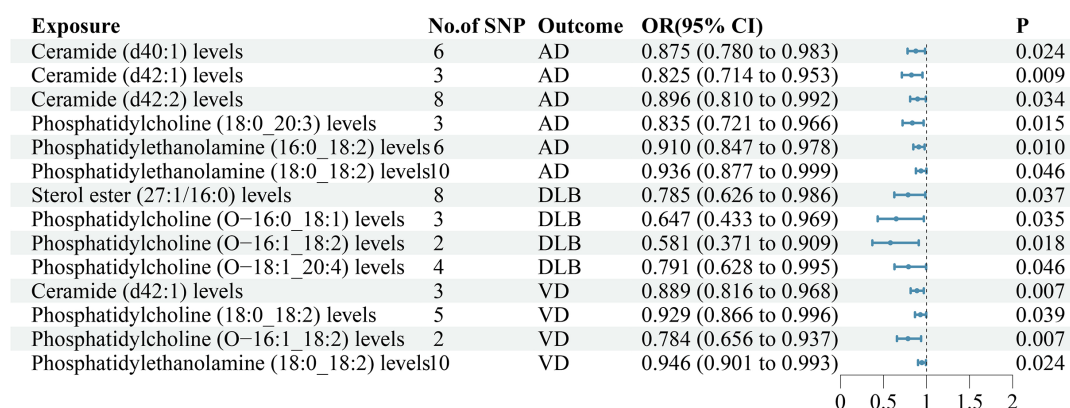 Exposure No.of SNP Outcome OR(95% CI) P
Ceramide (d40:1) levels 6 AD 0.875 (0.780 to 0.983) 0.024
Ceramide (d42:1) levels 3 AD 0.825 (0.714 to 0.953) 0.009
Ceramide (d42:2) levels 8 AD 0.896 (0.810 to 0.992) 0.034
Phosphatidylcholine (18:0_20:3) levels 3 AD 0.835 (0.721 to 0.966) 0.015
Phosphatidylethanolamine (16:0_18:2) levels 6 AD 0.910 (0.847 to 0.978) 0.010
Phosphatidylethanolamine (18:0_18:2) levels 10 AD 0.936 (0.877 to 0.999) 0.046
Sterol ester (27:1/16:0) levels 8 DLB 0.785 (0.626 to 0.986) 0.037
Phosphatidylcholine (O−16:0_18:1) levels 3 DLB 0.647 (0.433 to 0.969) 0.035
Phosphatidylcholine (O−16:1_18:2) levels 2 DLB 0.581 (0.371 to 0.909) 0.018
Phosphatidylcholine (O−18:1_20:4) levels 4 DLB 0.791 (0.628 to 0.995) 0.046
Ceramide (d42:1) levels 3 VD 0.889 (0.816 to 0.968) 0.007
Phosphatidylcholine (18:0_18:2) levels 5 VD 0.929 (0.866 to 0.996) 0.039
Phosphatidylcholine (O−16:1_18:2) levels 2 VD 0.784 (0.656 to 0.937) 0.007
Phosphatidylethanolamine (18:0_18:2) levels 10 VD 0.946 (0.901 to 0.993) 0.024
0 0.5 1 1.5 2